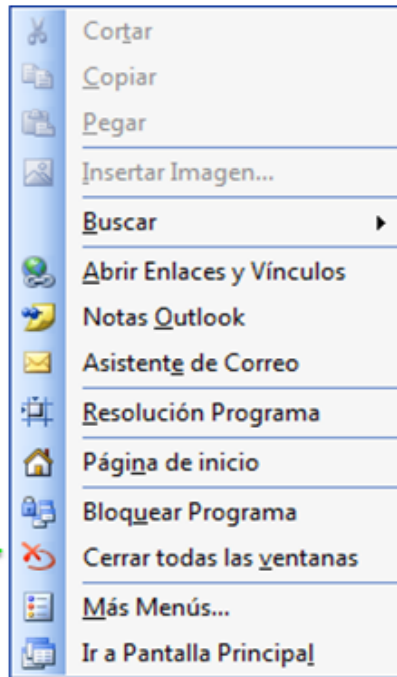 Cortar
Copiar
Pegar
Insertar Imagen...
Buscar
Abrir Enlaces y Vínculos
Notas Outlook
Asistente de Correo
Resolución Programa
Página de inicio
Bloquear Programa
Cerrar todas las ventanas
Más Menús...
Ir a Pantalla Principal